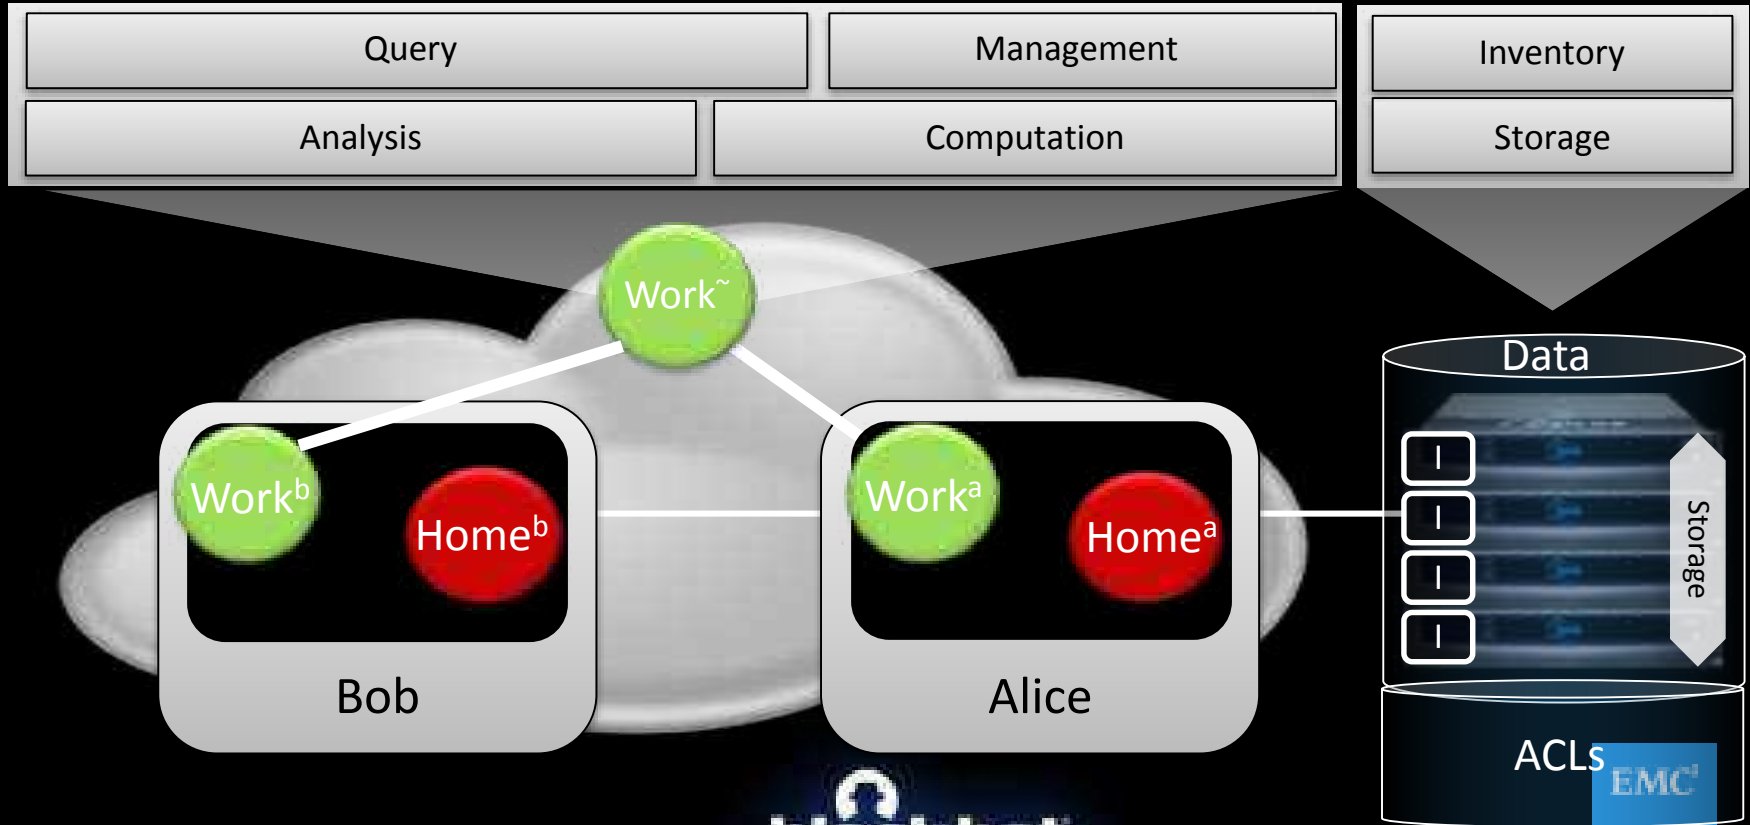 Query
Management
Inventory
Analysis
Computation
Storage
Work~
Data
Work^b
Home^b
Work^a
Home^a
I
I
I
I
Storage
Bob
Alice
ACLs
EMC